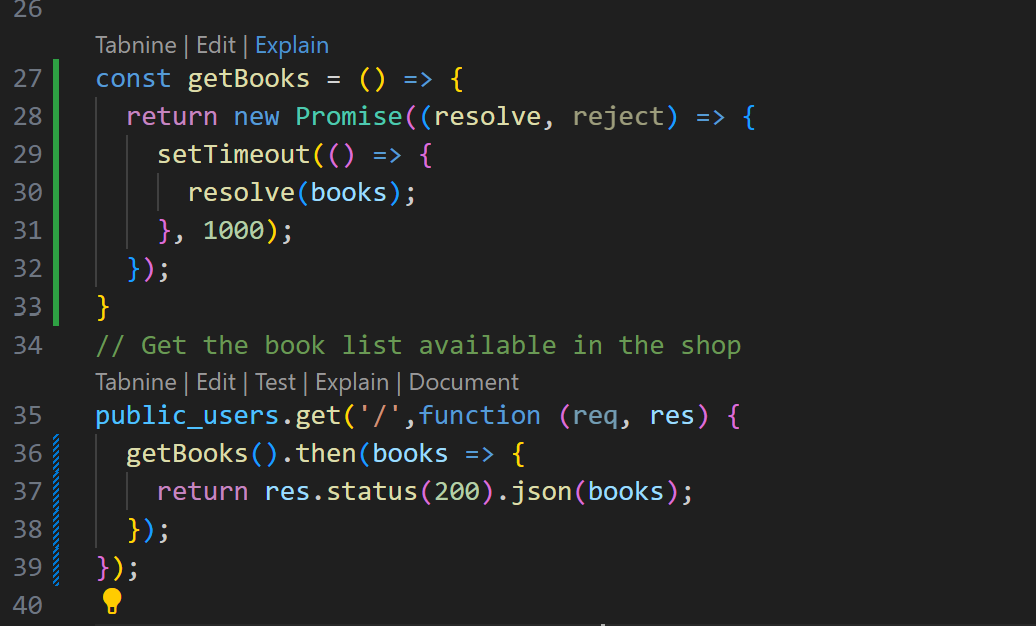 26
Tabnine | Edit | Explain
27 const getBooks = () => {
28 return new Promise((resolve, reject) => {
29 setTimeout(() => {
30 resolve(books);
31 }, 1000);
32 });
33 }
34 // Get the book list available in the shop
Tabnine | Edit | Test | Explain | Document
35 public_users.get('/',function (req, res) {
36 getBooks().then(books => {
37 return res.status(200).json(books);
38 });
39 });
40